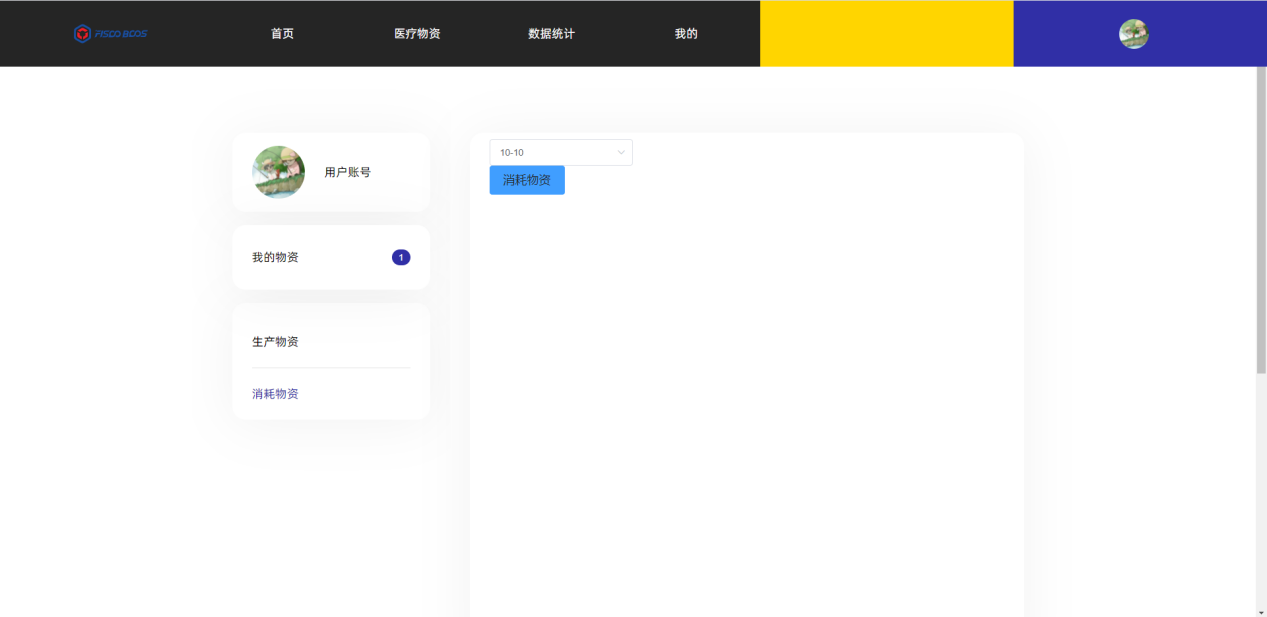 FISCO BCOS
首页
医疗物资
数据统计
我的
用户账号
我的物资
1
生产物资
消耗物资
10-10
消耗物资